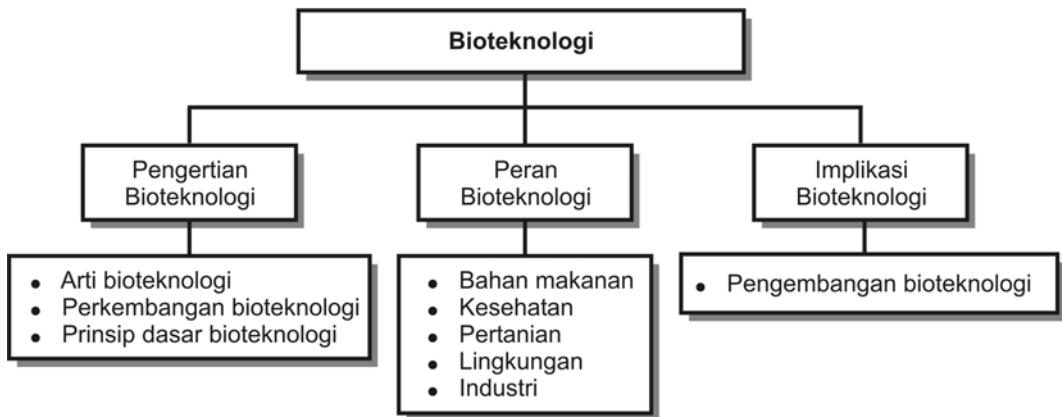 Bioteknologi
Pengertian
Bioteknologi
Peran
Bioteknologi
Implikasi
Bioteknologi
• Arti bioteknologi
• Perkembangan bioteknologi
• Prinsip dasar bioteknologi
• Bahan makanan
• Kesehatan
• Pertanian
• Lingkungan
• Industri
• Pengembangan bioteknologi